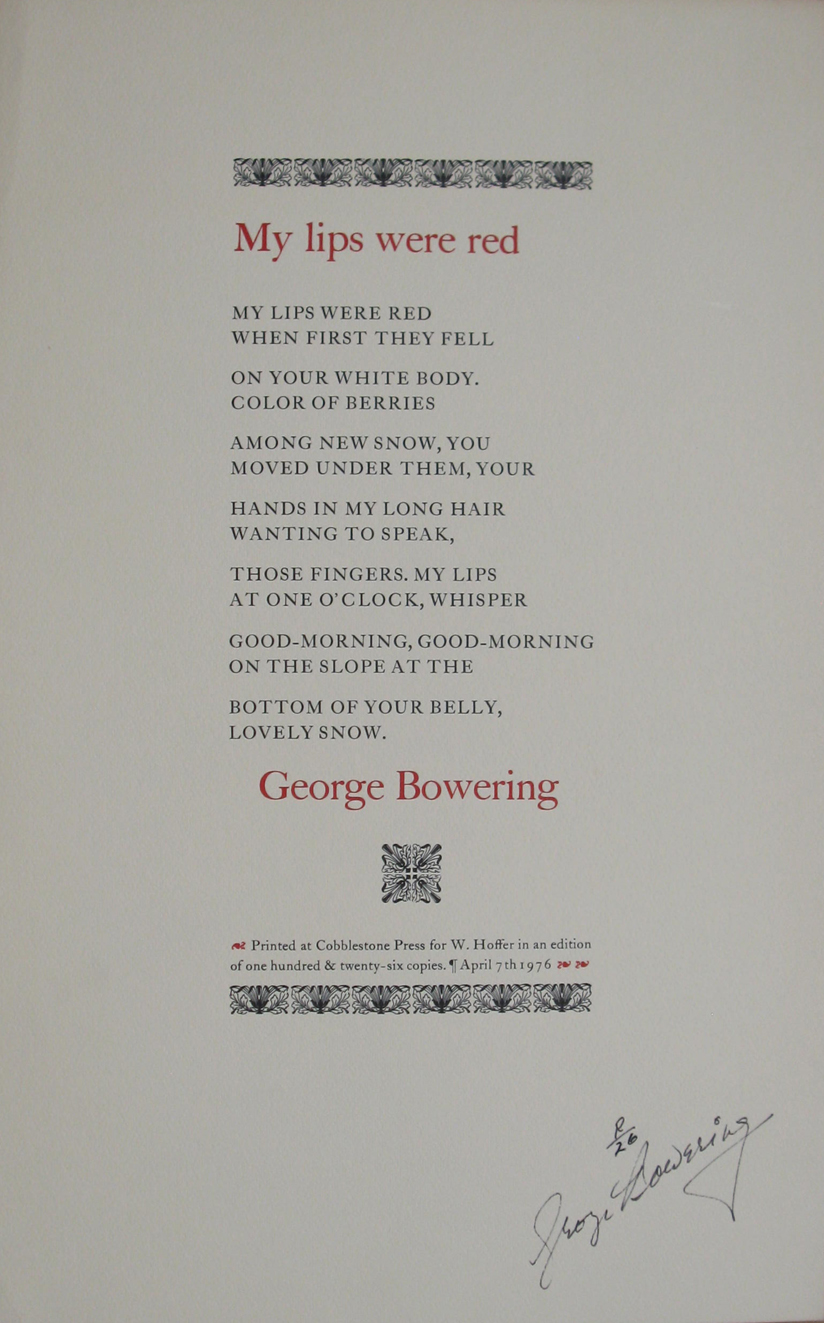 My lips were red
MY LIPS WERE RED
WHEN FIRST THEY FELL
ON YOUR WHITE BODY.
COLOR OF BERRIES
AMONG NEW SNOW, YOU
MOVED UNDER THEM, YOUR
HANDS IN MY LONG HAIR
WANTING TO SPEAK,
THOSE FINGERS. MY LIPS
AT ONE O'CLOCK, WHISPER
GOOD-MORNING, GOOD-MORNING
ON THE SLOPE AT THE
BOTTOM OF YOUR BELLY,
LOVELY SNOW.
George Bowering
Printed at Cobblestone Press for W. Hoffer in an edition
of one hundred & twenty-six copies. ¶ April 7th 1976
George Bowering